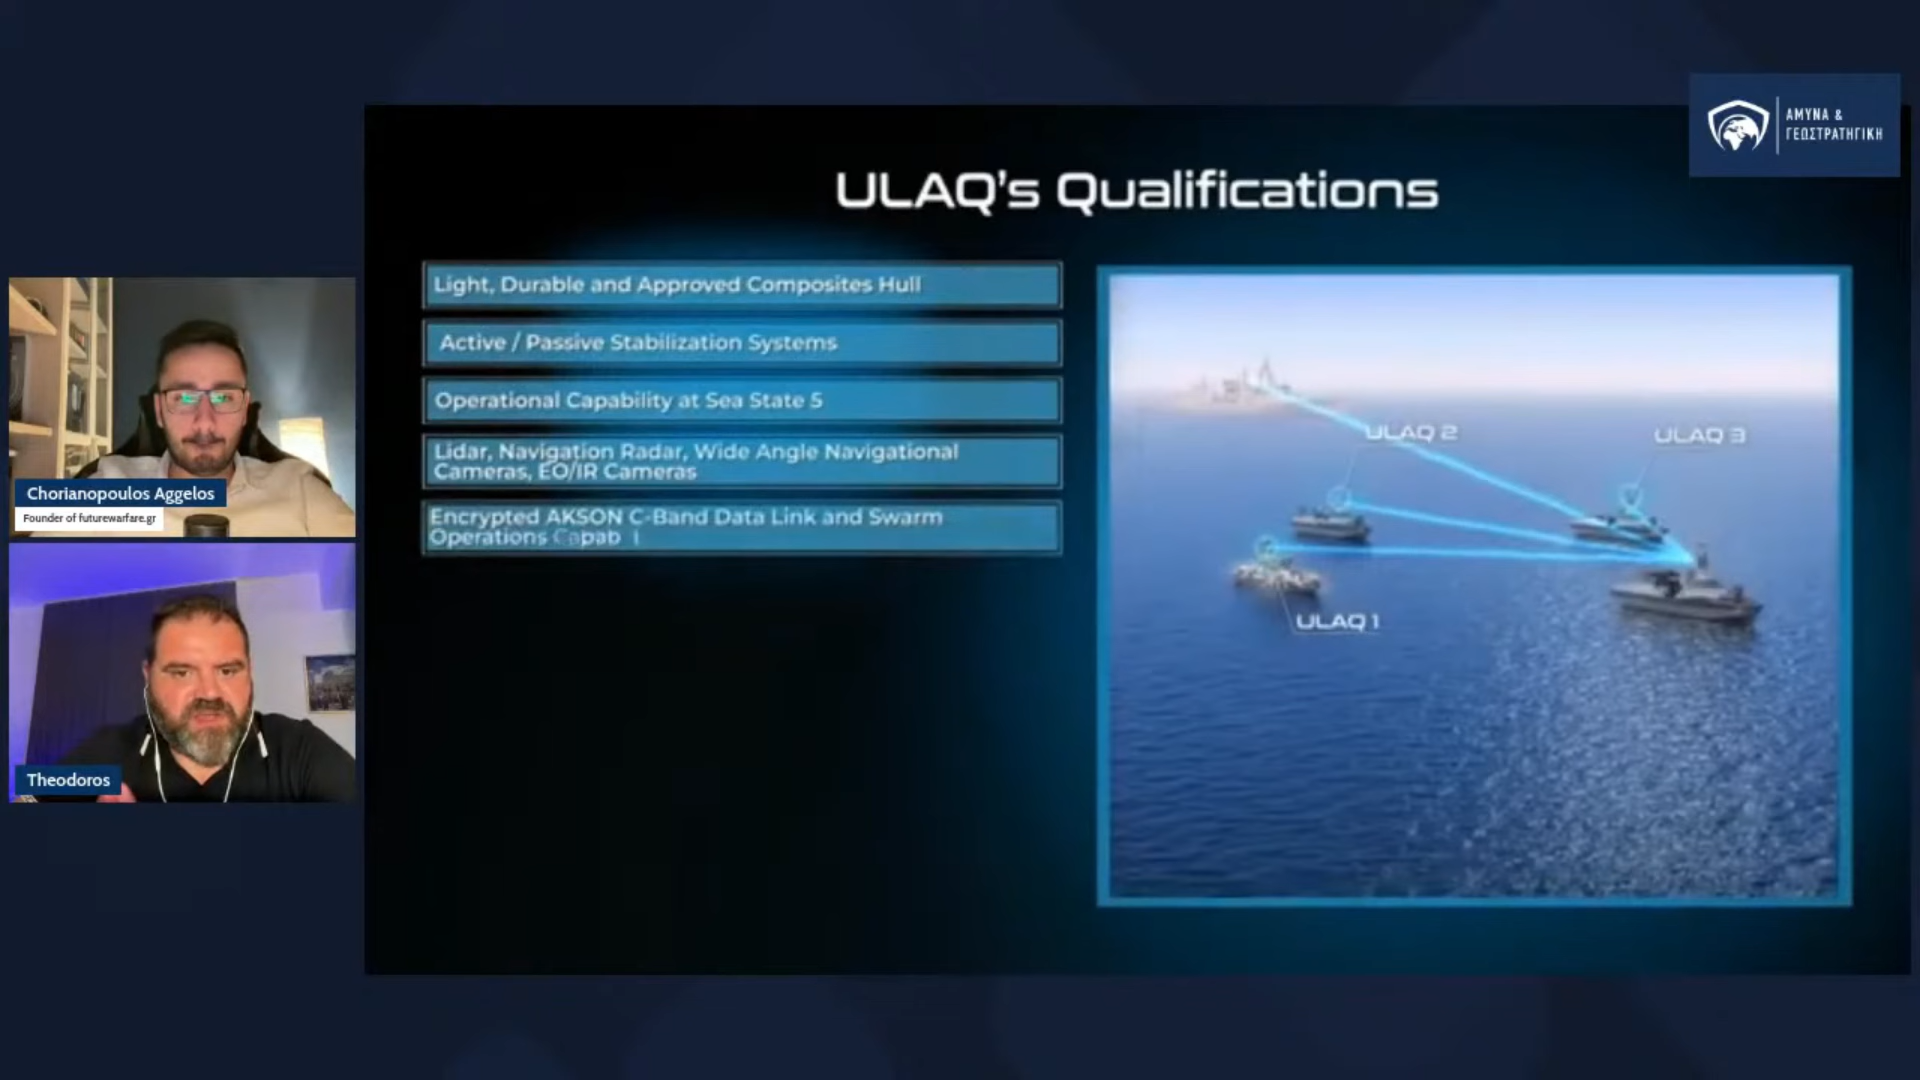 ΑΜΥΝΑ &
ΓΕΩΣΤΡΑΤΗΓΙΚΗ
ULAQ's Qualifications
Light, Durable and Approved Composites Hull
Active / Passive Stabilization Systems
Operational Capability at Sea State 5
Lidar, Navigation Radar, Wide Angle Navigational
Cameras, EO/IR Cameras
Encrypted AKSON C-Band Data Link and Swarm
Operations Capab
ULAQ 2
ULAQ 3
ULAQ 1
Chorianopoulos Aggelos
Founder of futurewarfare.gr
Theodoros